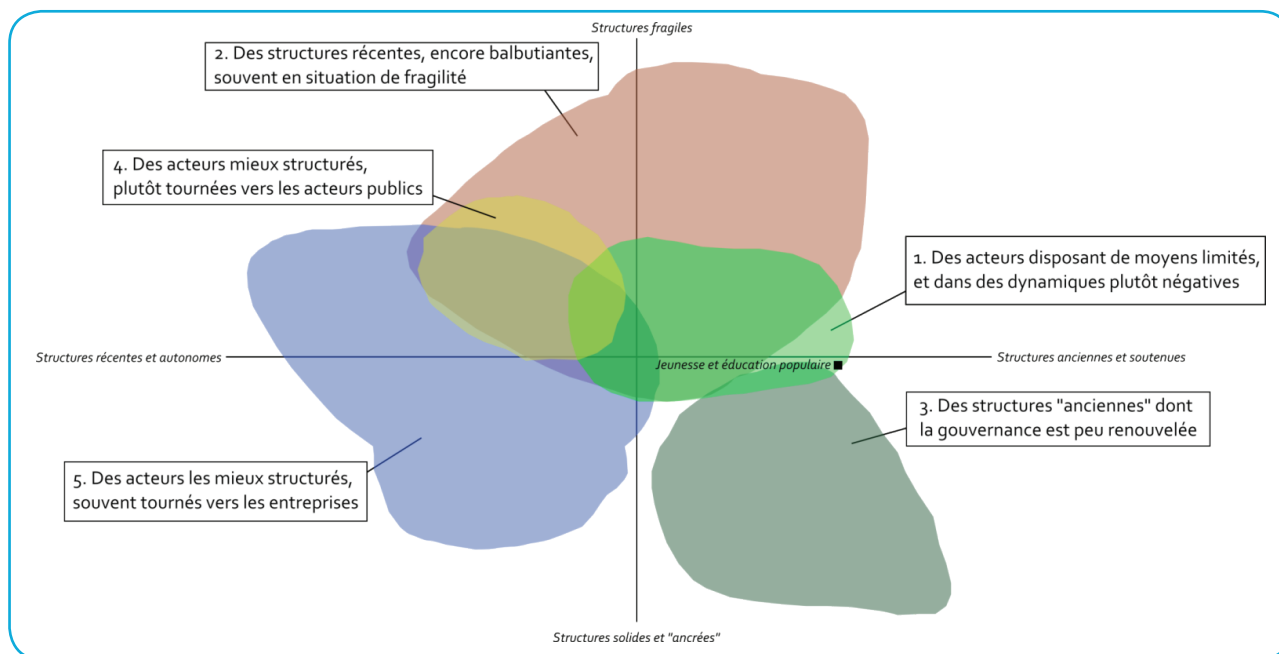 Structures fragiles
2. Des structures récentes, encore balbutiantes,
souvent en situation de fragilité
4. Des acteurs mieux structurés,
plutôt tournées vers les acteurs publics
1. Des acteurs disposant de moyens limités,
et dans des dynamiques plutôt négatives
Structures récentes et autonomes
Structures anciennes et soutenues
Jeunesse et éducation populaire
3. Des structures "anciennes" dont
la gouvernance est peu renouvelée
5. Des acteurs les mieux structurés,
souvent tournés vers les entreprises
Structures solides et "ancrées"